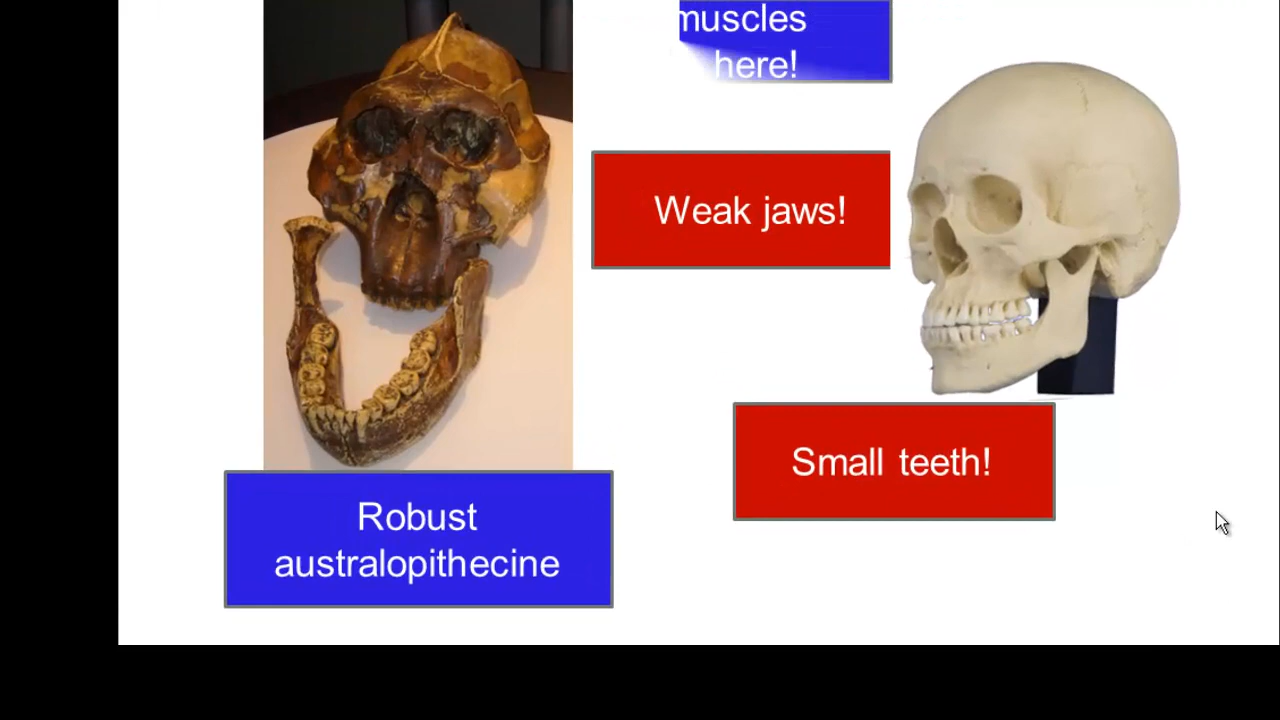 muscles
here!
Weak jaws!
Small teeth!
Robust
australopithecine